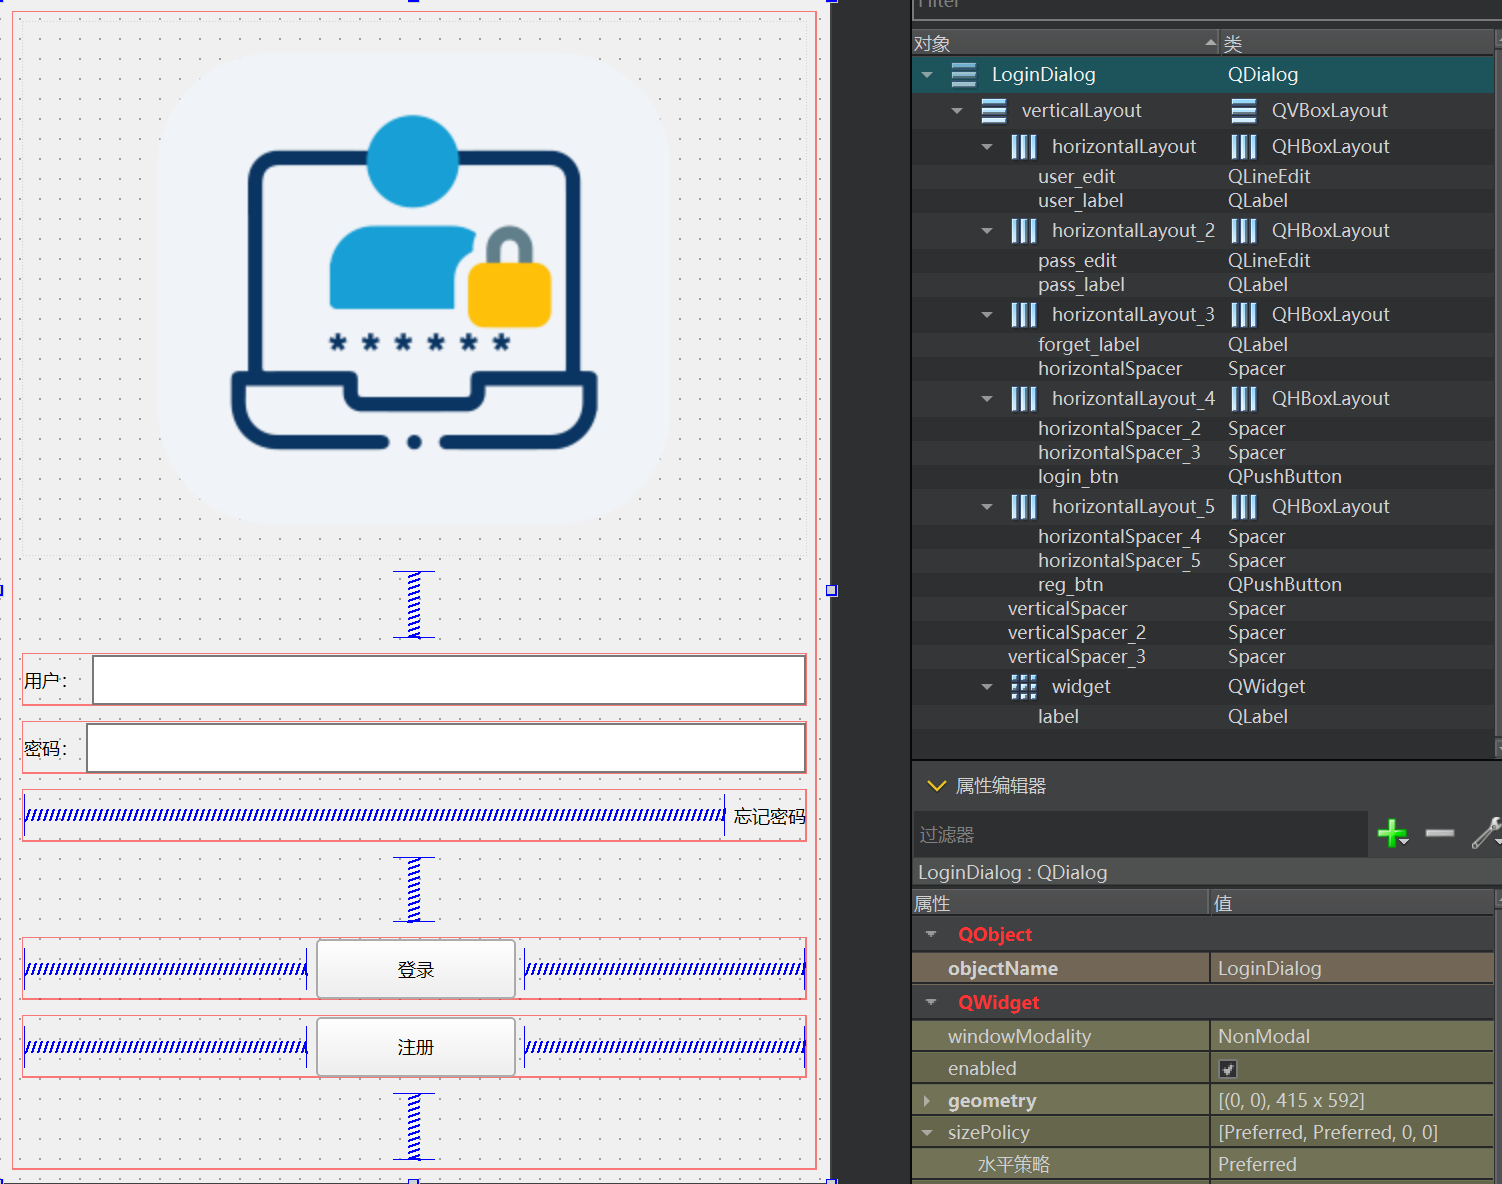 ******
用户：
密码：
忘记密码
登录
注册
Filter
对象 类
LoginDialog QDialog
verticalLayout QVBoxLayout
horizontalLayout QHBoxLayout
user_edit QLineEdit
user_label QLabel
horizontalLayout_2 QHBoxLayout
pass_edit QLineEdit
pass_label QLabel
horizontalLayout_3 QHBoxLayout
forget_label QLabel
horizontalSpacer Spacer
horizontalLayout_4 QHBoxLayout
horizontalSpacer_2 Spacer
horizontalSpacer_3 Spacer
login_btn QPushButton
horizontalLayout_5 QHBoxLayout
horizontalSpacer_4 Spacer
horizontalSpacer_5 Spacer
reg_btn QPushButton
verticalSpacer Spacer
verticalSpacer_2 Spacer
verticalSpacer_3 Spacer
widget QWidget
label QLabel
属性编辑器
过滤器
LoginDialog : QDialog
属性 值
QObject
objectName LoginDialog
QWidget
windowModality NonModal
enabled
geometry [(0, 0), 415 x 592]
sizePolicy [Preferred, Preferred, 0, 0]
水平策略 Preferred